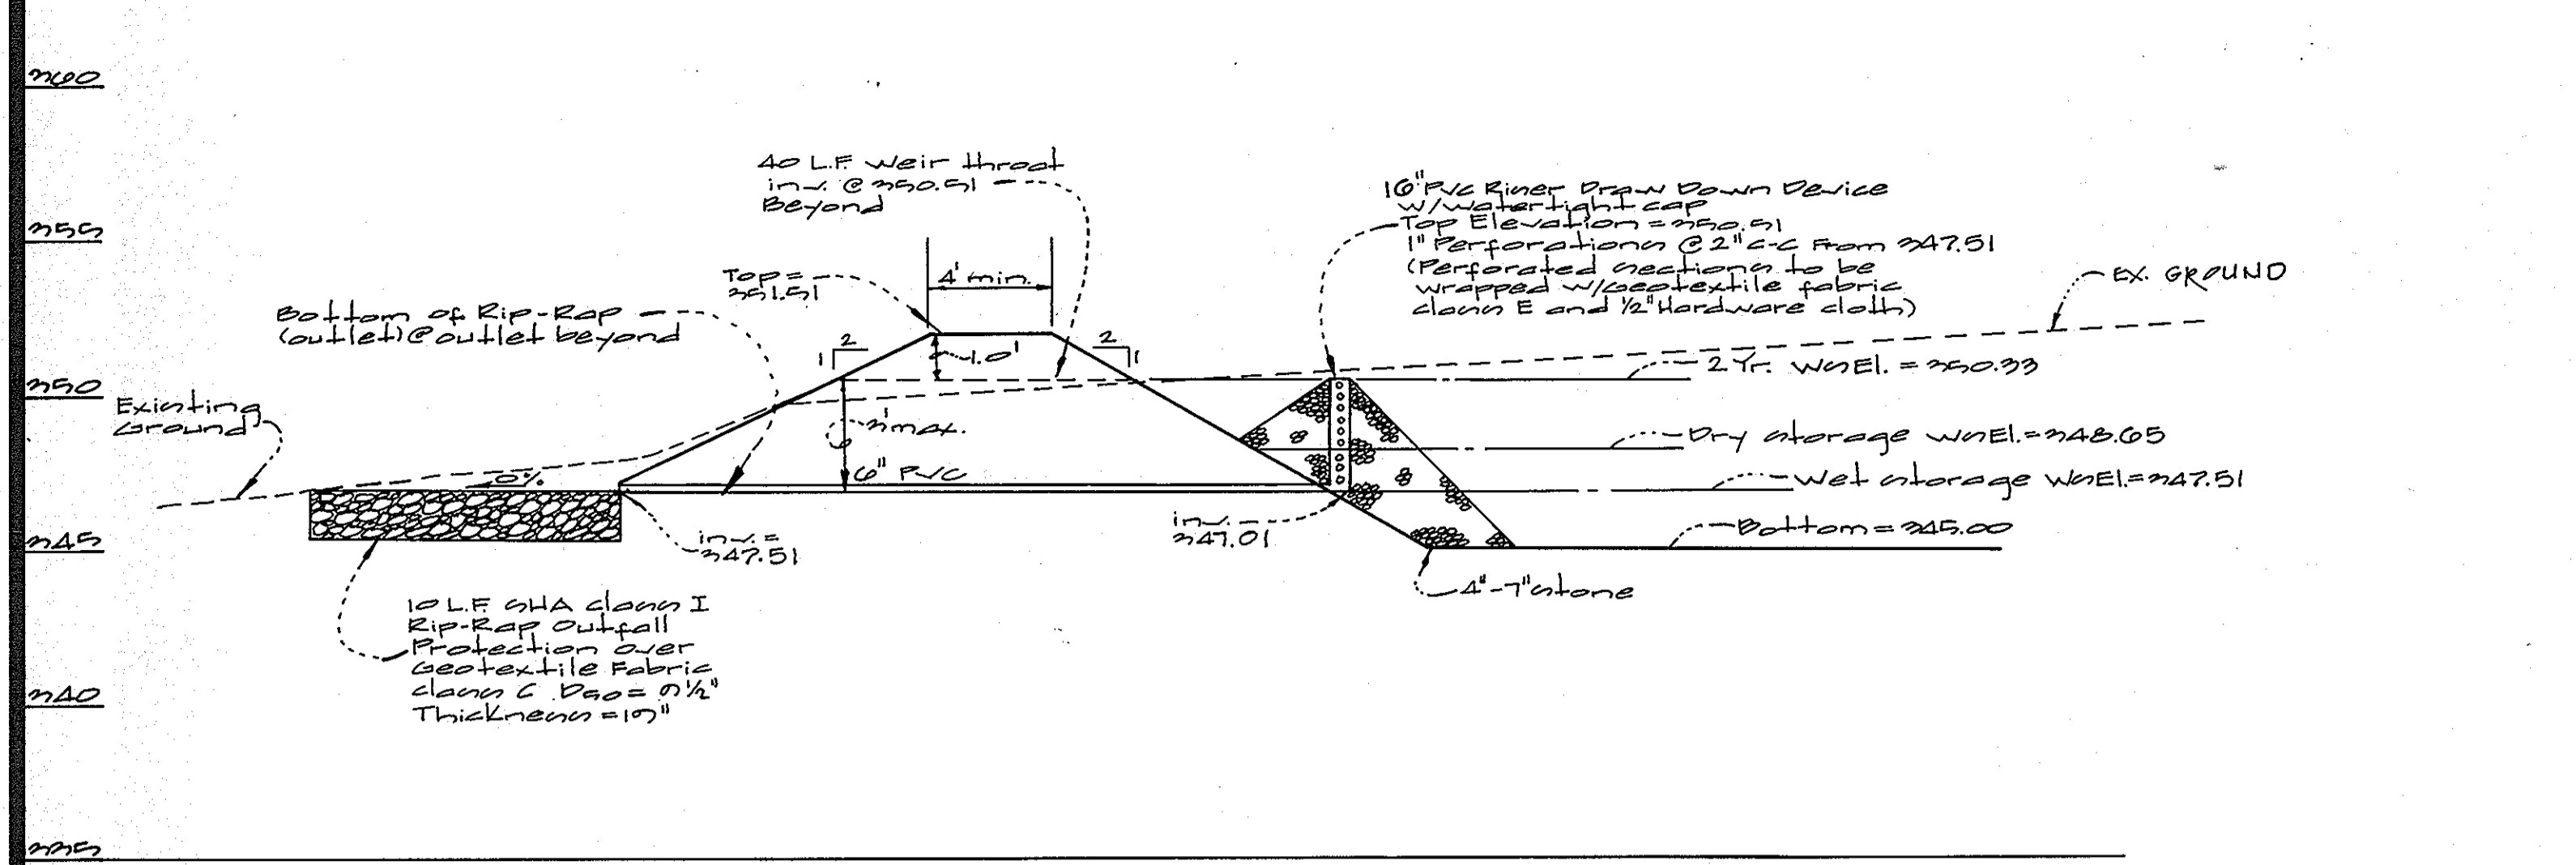 360
355
350
345
340
335
40 L.F. Weir throat
inv. @ 350.51
Beyond
Top =
351.51
4' min.
Bottom of Rip-Rap
(outlet) @ outlet beyond
Existing
Ground
1
2
2
1
1.0'
3' max.
6" PVC
0%
inv. =
347.51
10 L.F. SHA class I
Rip-Rap Outfall
Protection over
Geotextile Fabric
class C D50 = 9 1/2"
Thickness = 19"
16" PVC Riser Draw Down Device
w/watertight cap
Top Elevation = 350.51
1" Perforations @ 2" c-c From 347.51
(Perforated sections to be
wrapped w/Geotextile fabric
class E and 1/2" Hardware cloth)
EX. GROUND
2 Yr. WSEl. = 350.33
Dry storage WSEl. = 348.65
Wet storage WSEl. = 347.51
inv.
347.01
Bottom = 345.00
4"-7" stone